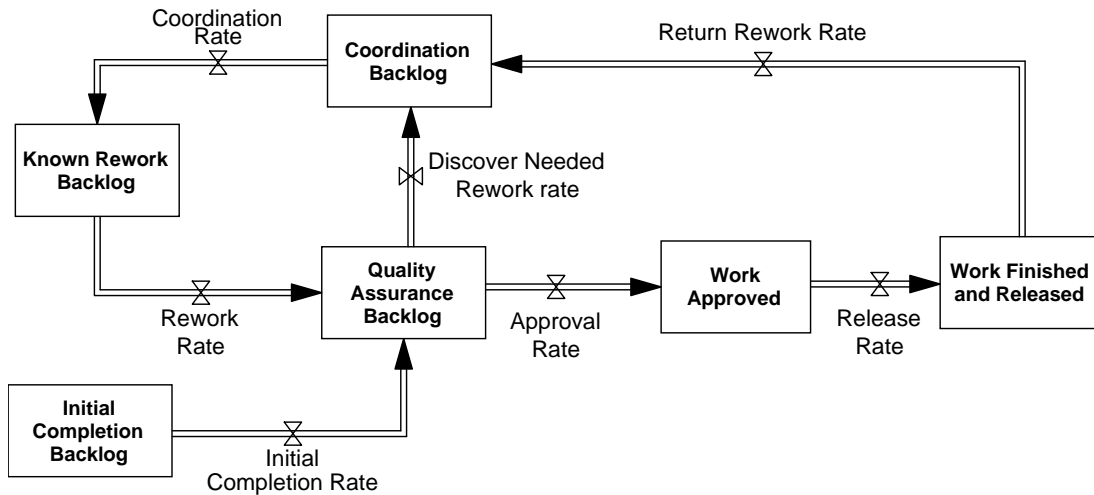 Coordination
Rate
Coordination
Backlog
Return Rework Rate
Known Rework
Backlog
Discover Needed
Rework rate
Quality
Assurance
Backlog
Work
Approved
Work Finished
and Released
Rework
Rate
Approval
Rate
Release
Rate
Initial
Completion
Backlog
Initial
Completion Rate